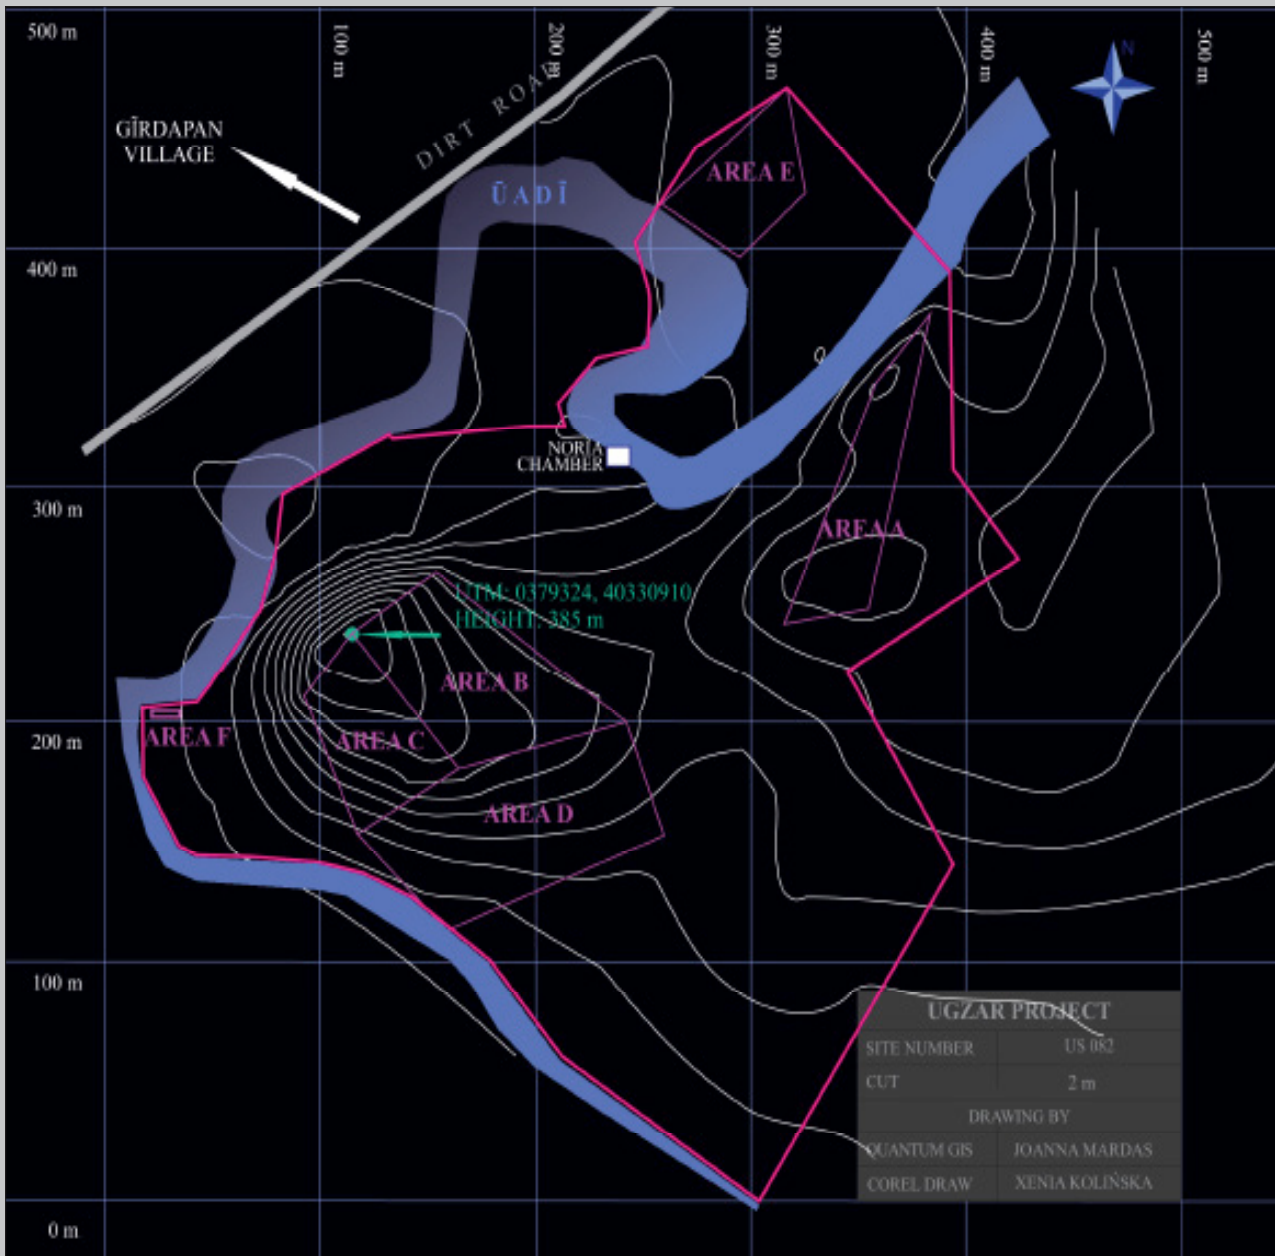 500 m
100 m
200 m
300 m
400 m
500 m
N
GĪRDAPAN
VILLAGE
DIRT ROAD
ŪADĪ
AREA E
400 m
NORIA
CHAMBER
300 m
AREA A
UTM: 0379324, 40330910
HEIGHT: 385 m
AREA B
200 m
AREA F
AREA C
AREA D
100 m
UGZAR PROJECT
SITE NUMBER US 082
CUT 2 m
DRAWING BY
QUANTUM GIS JOANNA MARDAS
COREL DRAW XENIA KOLIŃSKA
0 m